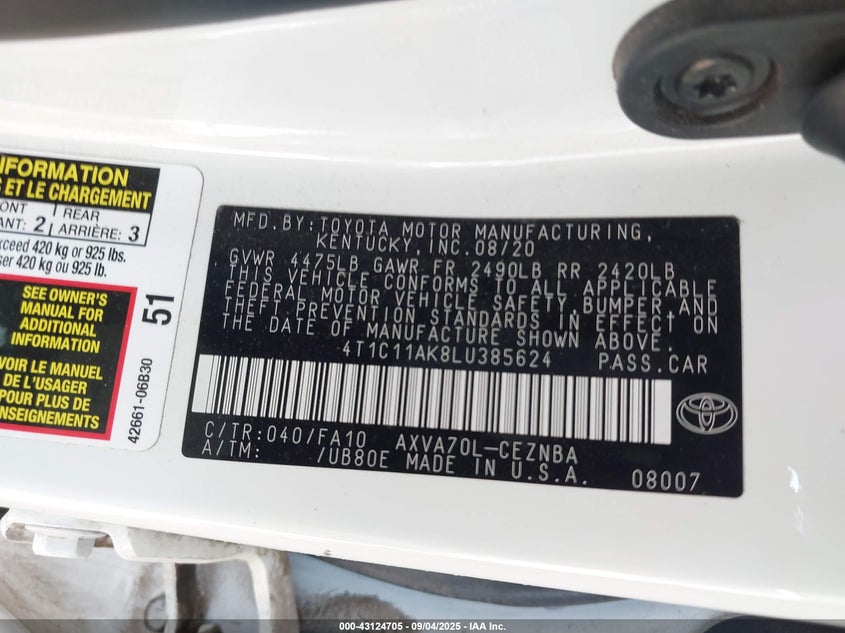 INFORMATION
S ET LE CHARGEMENT
ONT 2 REAR 3
ANT: ARRIÈRE:
xceed 420 kg or 925 lbs.
ser 420 kg ou 925 lb.
SEE OWNER'S
MANUAL FOR
ADDITIONAL
INFORMATION
VOIR LE MANUEL
DE L'USAGER
POUR PLUS DE
NSEIGNEMENTS
51
42661-06B30
MFD.BY:TOYOTA MOTOR MANUFACTURING,
KENTUCKY,INC.08/20
GVWR 4475LB GAWR FR 2490LB RR 2420LB
THIS VEHICLE CONFORMS TO ALL APPLICABLE
FEDERAL MOTOR VEHICLE SAFETY,BUMPER,AND
THEFT PREVENTION STANDARDS IN EFFECT ON
THE DATE OF MANUFACTURE SHOWN ABOVE.
4T1C11AK8LU385624 PASS.CAR
C/TR:040/FA10 AXVA70L-CEZNBA
A/TM: /UB80E MADE IN U.S.A. 08007
000-43124705 - 09/04/2025 - IAA Inc.